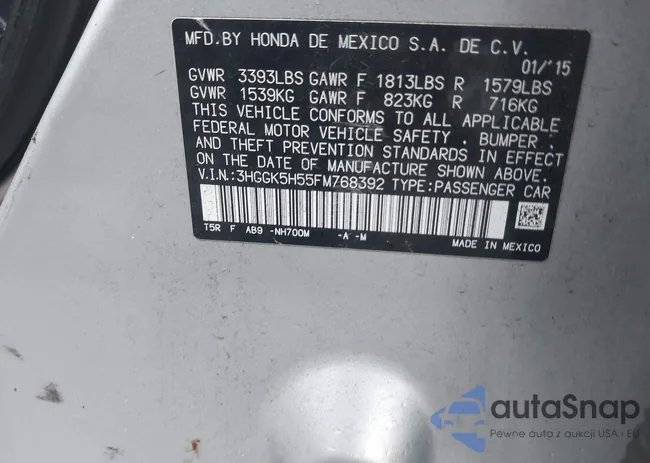 MFD.BY HONDA DE MEXICO S.A. DE C.V.
01/'15
GVWR 3393LBS GAWR F 1813LBS R 1579LBS
GVWR 1539KG GAWR F 823KG R 716KG
THIS VEHICLE CONFORMS TO ALL APPLICABLE
FEDERAL MOTOR VEHICLE SAFETY , BUMPER ,
AND THEFT PREVENTION STANDARDS IN EFFECT
ON THE DATE OF MANUFACTURE SHOWN ABOVE.
V.I.N:3HGGK5H55FM768392 TYPE:PASSENGER CAR
T5R F AB9 -NH700M -A -M
MADE IN MEXICO
autaSnap
Pewne auta z aukcji USA i EU